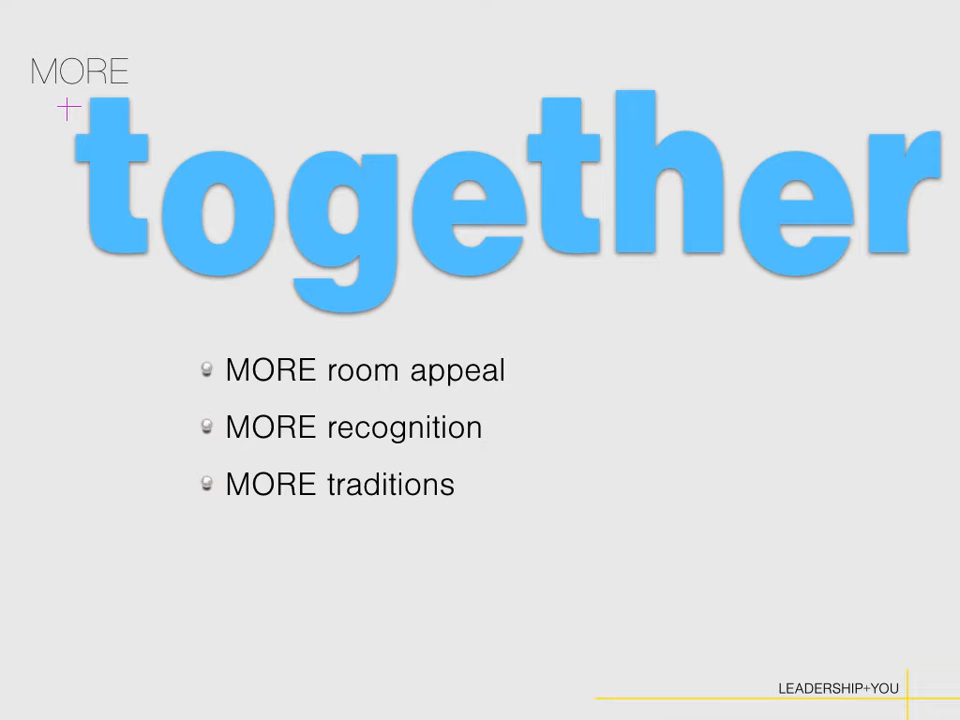 MORE
+together
MORE room appeal
MORE recognition
MORE traditions
LEADERSHIP+YOU